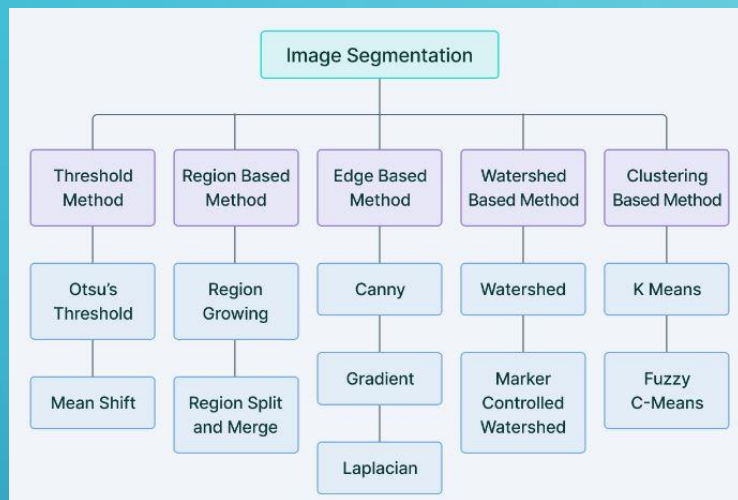 Image Segmentation
Threshold
Method
Region Based
Method
Edge Based
Method
Watershed
Based Method
Clustering
Based Method
Otsu's
Threshold
Region
Growing
Canny
Watershed
K Means
Mean Shift
Region Split
and Merge
Gradient
Marker
Controlled
Watershed
Fuzzy
C-Means
Laplacian